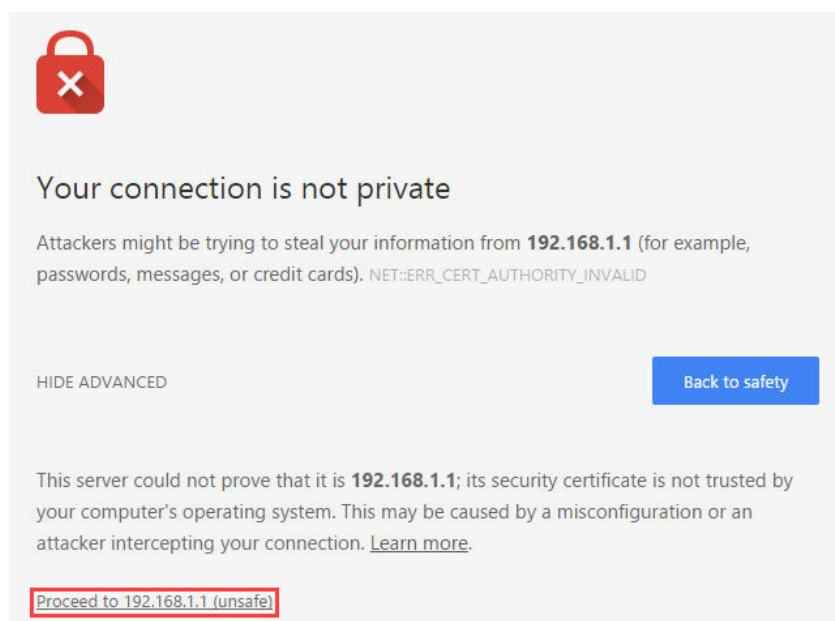 Your connection is not private
Attackers might be trying to steal your information from 192.168.1.1 (for example,
passwords, messages, or credit cards). NET::ERR_CERT_AUTHORITY_INVALID
HIDE ADVANCED
Back to safety
This server could not prove that it is 192.168.1.1; its security certificate is not trusted by
your computer's operating system. This may be caused by a misconfiguration or an
attacker intercepting your connection. Learn more.
Proceed to 192.168.1.1 (unsafe)